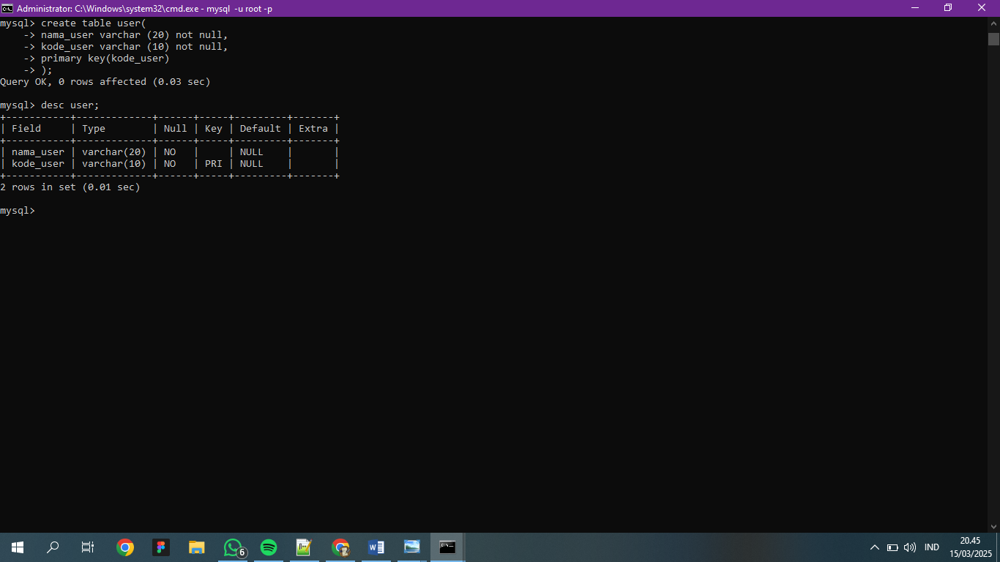 Administrator: C:\Windows\system32\cmd.exe - mysql  -u root -p
mysql> create table user(
    -> nama_user varchar (20) not null,
    -> kode_user varchar (10) not null,
    -> primary key(kode_user)
    -> );
Query OK, 0 rows affected (0.03 sec)

mysql> desc user;
+-----------+-------------+------+-----+---------+-------+
| Field     | Type        | Null | Key | Default | Extra |
+-----------+-------------+------+-----+---------+-------+
| nama_user | varchar(20) | NO   |     | NULL    |       |
| kode_user | varchar(10) | NO   | PRI | NULL    |       |
+-----------+-------------+------+-----+---------+-------+
2 rows in set (0.01 sec)

mysql>
6
IND
20.45
15/03/2025